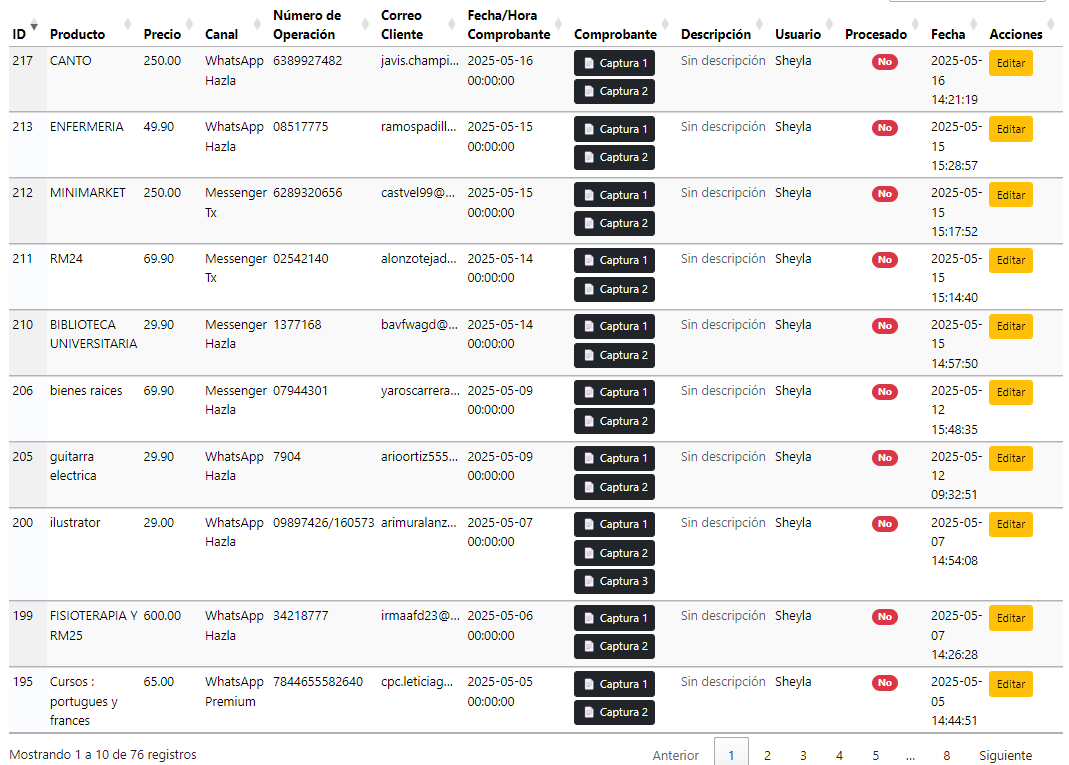 ID Producto Precio Canal Número de Operación Correo Cliente Fecha/Hora Comprobante Comprobante Descripción Usuario Procesado Fecha Acciones
217 CANTO 250.00 WhatsApp Hazla 6389927482 javis.champi... 2025-05-16 00:00:00 Captura 1 Captura 2 Sin descripción Sheyla No 2025-05-16 14:21:19 Editar
213 ENFERMERIA 49.90 WhatsApp Hazla 08517775 ramospadill... 2025-05-15 00:00:00 Captura 1 Captura 2 Sin descripción Sheyla No 2025-05-15 15:28:57 Editar
212 MINIMARKET 250.00 Messenger Tx 6289320656 castvel99@... 2025-05-15 00:00:00 Captura 1 Captura 2 Sin descripción Sheyla No 2025-05-15 15:17:52 Editar
211 RM24 69.90 Messenger Tx 02542140 alonzotejad... 2025-05-14 00:00:00 Captura 1 Captura 2 Sin descripción Sheyla No 2025-05-15 15:14:40 Editar
210 BIBLIOTECA UNIVERSITARIA 29.90 Messenger Hazla 1377168 bavfwagd@... 2025-05-14 00:00:00 Captura 1 Captura 2 Sin descripción Sheyla No 2025-05-15 14:57:50 Editar
206 bienes raices 69.90 Messenger Hazla 07944301 yaroscarrera... 2025-05-09 00:00:00 Captura 1 Captura 2 Sin descripción Sheyla No 2025-05-12 15:48:35 Editar
205 guitarra electrica 29.90 WhatsApp Hazla 7904 arioortiz555... 2025-05-09 00:00:00 Captura 1 Captura 2 Sin descripción Sheyla No 2025-05-12 09:32:51 Editar
200 ilustrator 29.00 WhatsApp Hazla 09897426/160573 arimuralanz... 2025-05-07 00:00:00 Captura 1 Captura 2 Captura 3 Sin descripción Sheyla No 2025-05-07 14:54:08 Editar
199 FISIOTERAPIA Y RM25 600.00 WhatsApp Hazla 34218777 irmaafd23@... 2025-05-06 00:00:00 Captura 1 Captura 2 Sin descripción Sheyla No 2025-05-07 14:26:28 Editar
195 Cursos : portugues y frances 65.00 WhatsApp Premium 7844655582640 cpc.leticiag... 2025-05-05 00:00:00 Captura 1 Captura 2 Sin descripción Sheyla No 2025-05-05 14:44:51 Editar
Mostrando 1 a 10 de 76 registros Anterior 1 2 3 4 5 ... 8 Siguiente